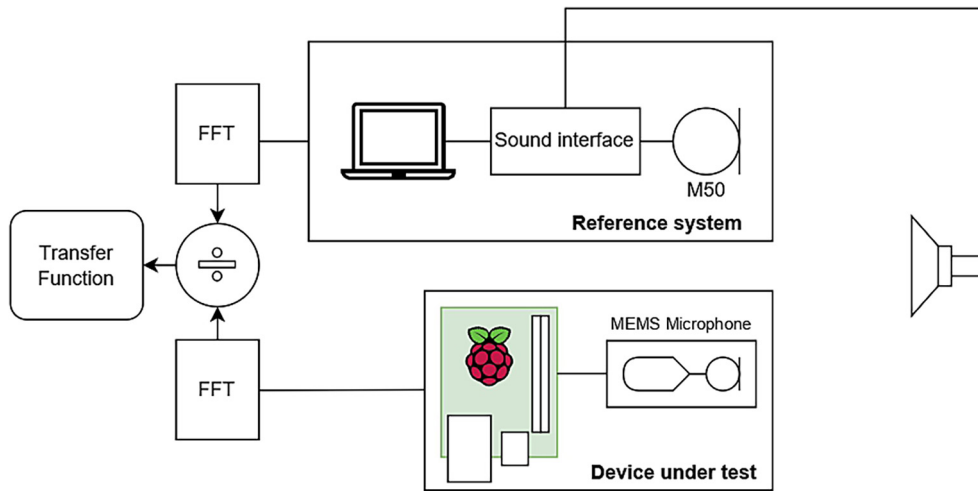 FFT
Sound interface
M50
Reference system
Transfer
Function
MEMS Microphone
FFT
Device under test